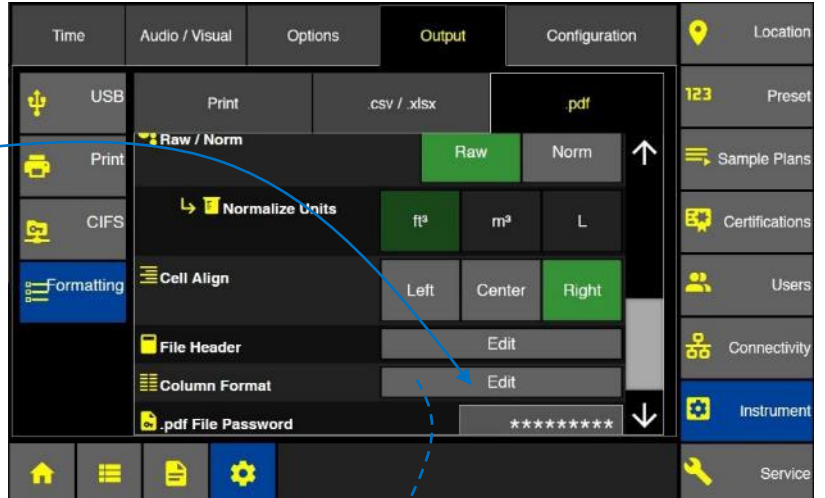 Time Audio / Visual Options Output Configuration
Location
USB
Print .csv / .xlsx .pdf
123 Preset
Raw / Norm Raw Norm
Print
Sample Plans
Normalize Units ft³ m³ L
CIFS
Certifications
Formatting
Cell Align Left Center Right
Users
File Header Edit
Connectivity
Column Format Edit
.pdf File Password *********
Instrument
Service